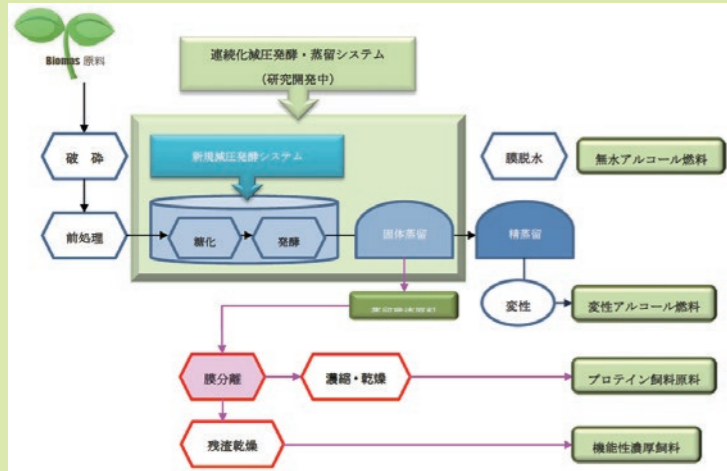 Biomas 原料
連続化減圧発酵・蒸留システム
（研究開発中）
破 砕
新規減圧発酵システム
膜脱水
無水アルコール燃料
前処理
糖化
発酵
固体蒸留
精蒸留
変性
変性アルコール燃料
膜分離
濃縮・乾燥
プロテイン飼料原料
残渣乾燥
機能性濃厚飼料